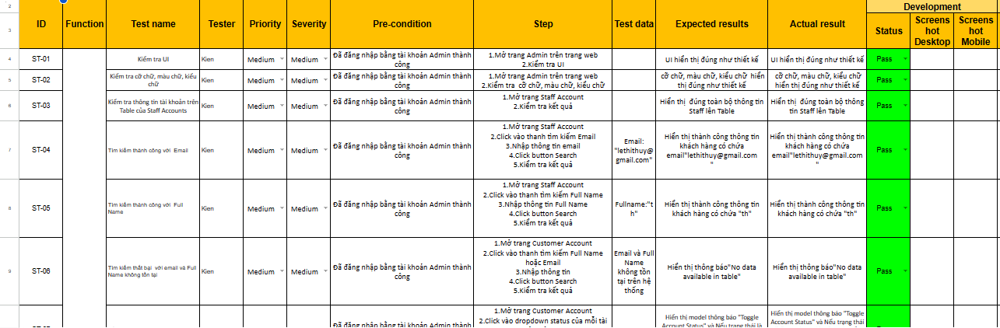 2
Development
3
ID
Function
Test name
Tester
Priority
Severity
Pre-condition
Step
Test data
Expected results
Actual result
Status
Screens
hot
Desktop
Screens
hot
Mobile
4
ST-01
Kiểm tra UI
Kien
Medium
Medium
Đã đăng nhập bằng tài khoản Admin thành
công
1.Mở trang Admin trên trang web
2.Kiểm tra UI
UI hiển thị đúng như thiết kế
UI hiển thị đúng như thiết kế
Pass
5
ST-02
Kiểm tra cỡ chữ, màu chữ, kiểu
chữ
Kien
Medium
Medium
Đã đăng nhập bằng tài khoản Admin thành
công
1.Mở trang Admin trên trang web
2.Kiểm tra cỡ chữ, màu chữ, kiểu chữ
cỡ chữ, màu chữ, kiểu chữ hiển
thị đúng như thiết kế
cỡ chữ, màu chữ, kiểu chữ
hiển thị đúng như thiết kế
Pass
6
ST-03
Kiểm tra thông tin tài khoản trên
Table của Staff Accounts
Kien
Medium
Medium
Đã đăng nhập bằng tài khoản Admin thành
công
1.Mở trang Staff Account
2.Kiểm tra kết quả
Hiển thị đúng toàn bộ thông tin
Staff lên Table
Hiển thị đúng toàn bộ thông
tin Staff lên Table
Pass
7
ST-04
Tìm kiếm thành công với Email
Kien
Medium
Medium
Đã đăng nhập bằng tài khoản Admin thành
công
1.Mở trang Staff Account
2.Click vào thanh tìm kiếm Email
3.Nhập thông tin email
4.Click button Search
5.Kiểm tra kết quả
Email:
"lethithuy@
gmail.com"
Hiển thị thành công thông tin
khách hàng có chứa
email"lethithuy@gmail.com
"
Hiển thị thành công thông tin
khách hàng có chứa
email"lethithuy@gmail.com
"
Pass
8
ST-05
Tìm kiếm thành công với Full
Name
Kien
Medium
Medium
Đã đăng nhập bằng tài khoản Admin thành
công
1.Mở trang Staff Account
2.Click vào thanh tìm kiếm Full Name
3.Nhập thông tin Full Name
4.Click button Search
5.Kiểm tra kết quả
Fullname:"t
h"
Hiển thị thành công thông tin
khách hàng có chứa "th"
Hiển thị thành công thông tin
khách hàng có chứa "th"
Pass
9
ST-06
Tìm kiếm thất bại với email và Full
Name không tồn tại
Kien
Medium
Medium
Đã đăng nhập bằng tài khoản Admin thành
công
1.Mở trang Customer Account
2.Click vào thanh tìm kiếm Full Name
hoặc Email
3.Nhập thông tin
4.Click button Search
5.Kiểm tra kết quả
Email và Full
Name
không tồn
tại trên hệ
thống
Hiển thị thông báo"No data
available in table"
Hiển thị thông báo"No data
available in table"
Pass
Đã đăng nhập bằng tài khoản Admin thành
1.Mở trang Customer Account
2.Click vào dropdown status của mỗi tài
Hiển thị model thông báo "Toggle
Account Status" và Nếu trạng thái là
Hiển thị model thông báo "Toggle
Account Status" và Nếu trạng thái